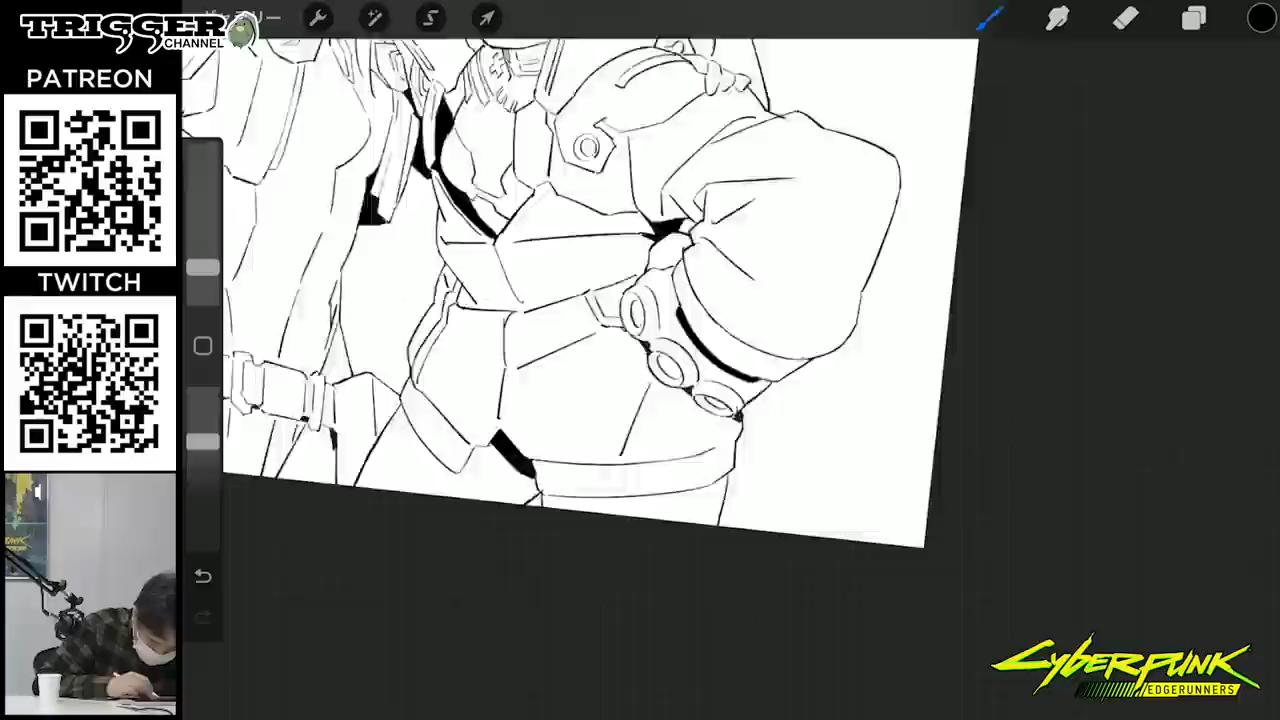 TRIGGER
CHANNEL
PATREON
TWITCH
CYBERPUNK
EDGERUNNERS